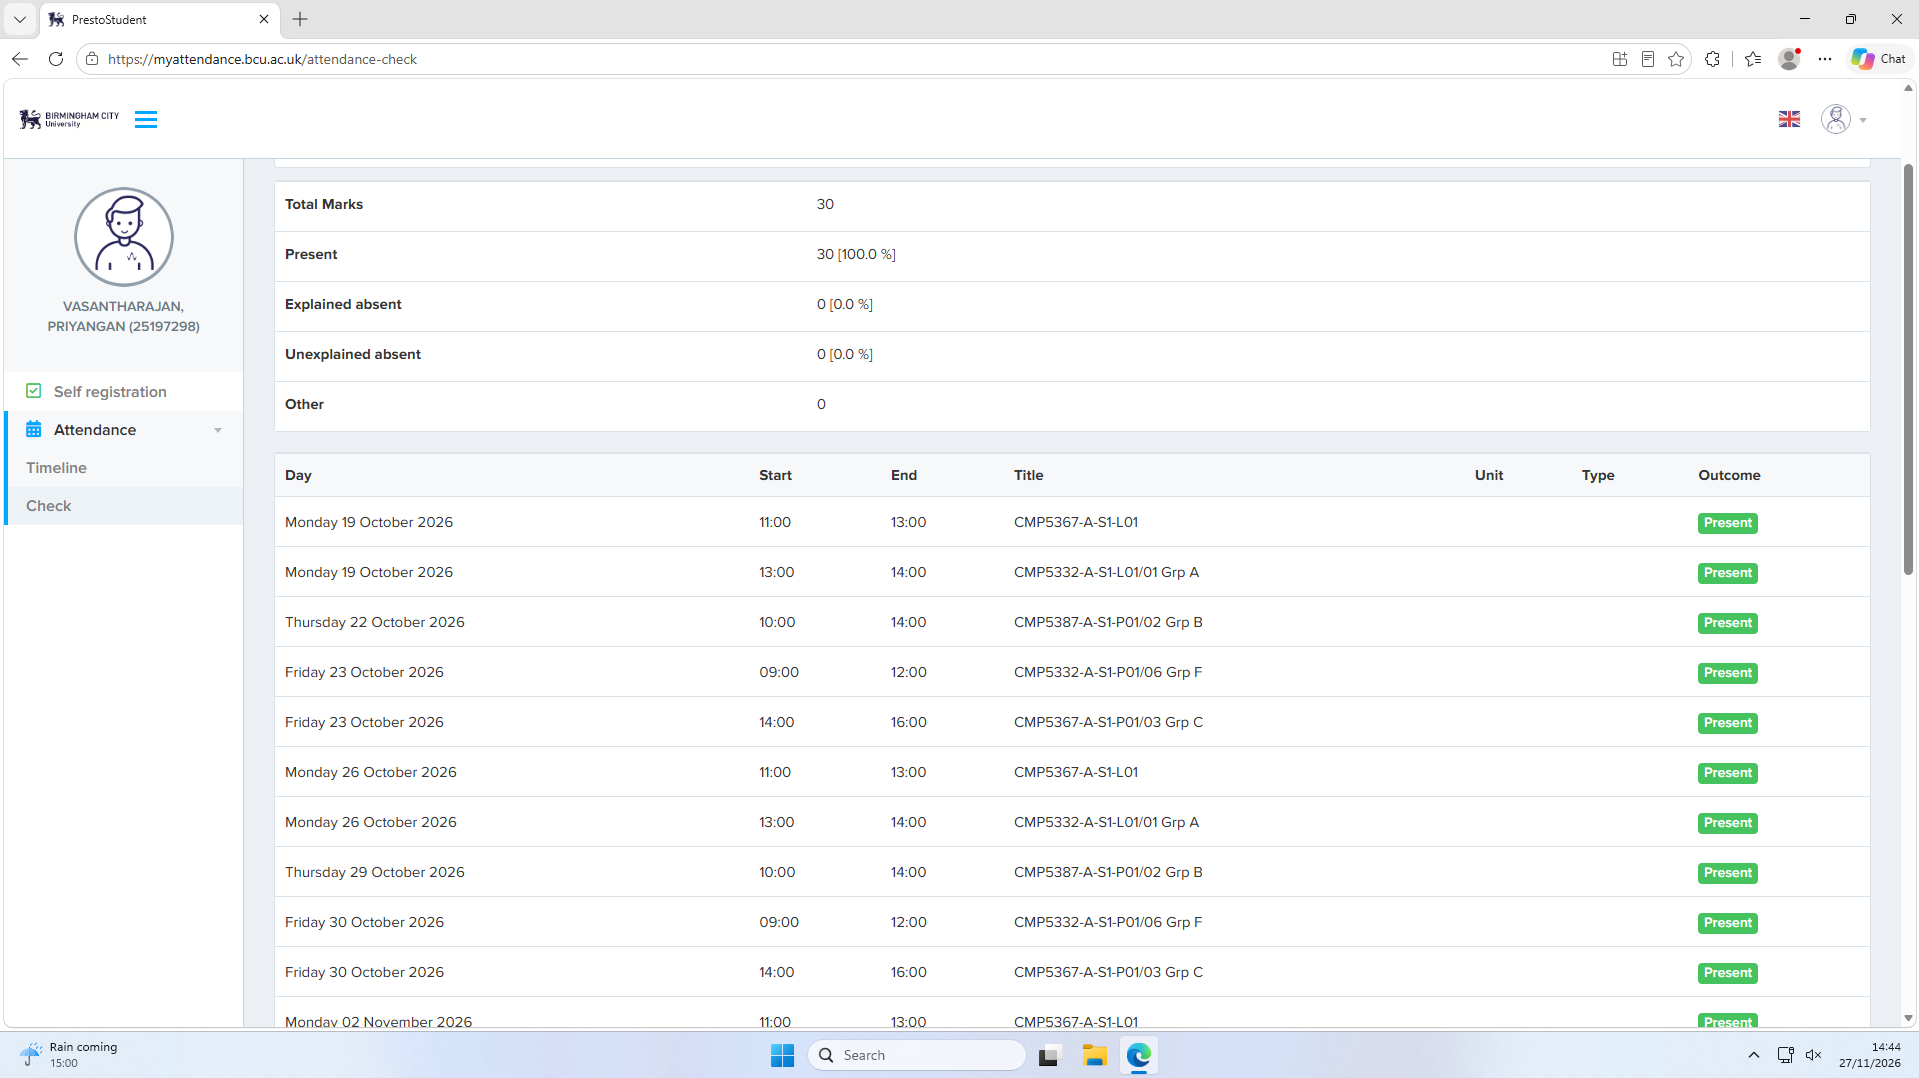 PrestoStudent
https://myattendance.bcu.ac.uk/attendance-check
Chat
BIRMINGHAM CITY
University
VASANTHARAJAN,
PRIYANGAN (25197298)
Self registration
Attendance
Timeline
Check
Total Marks 30
Present 30 [100.0 %]
Explained absent 0 [0.0 %]
Unexplained absent 0 [0.0 %]
Other 0
Day Start End Title Unit Type Outcome
Monday 19 October 2026 11:00 13:00 CMP5367-A-S1-L01 Present
Monday 19 October 2026 13:00 14:00 CMP5332-A-S1-L01/01 Grp A Present
Thursday 22 October 2026 10:00 14:00 CMP5387-A-S1-P01/02 Grp B Present
Friday 23 October 2026 09:00 12:00 CMP5332-A-S1-P01/06 Grp F Present
Friday 23 October 2026 14:00 16:00 CMP5367-A-S1-P01/03 Grp C Present
Monday 26 October 2026 11:00 13:00 CMP5367-A-S1-L01 Present
Monday 26 October 2026 13:00 14:00 CMP5332-A-S1-L01/01 Grp A Present
Thursday 29 October 2026 10:00 14:00 CMP5387-A-S1-P01/02 Grp B Present
Friday 30 October 2026 09:00 12:00 CMP5332-A-S1-P01/06 Grp F Present
Friday 30 October 2026 14:00 16:00 CMP5367-A-S1-P01/03 Grp C Present
Monday 02 November 2026 11:00 13:00 CMP5367-A-S1-L01 Present
Rain coming
15:00
Search
14:44
27/11/2026